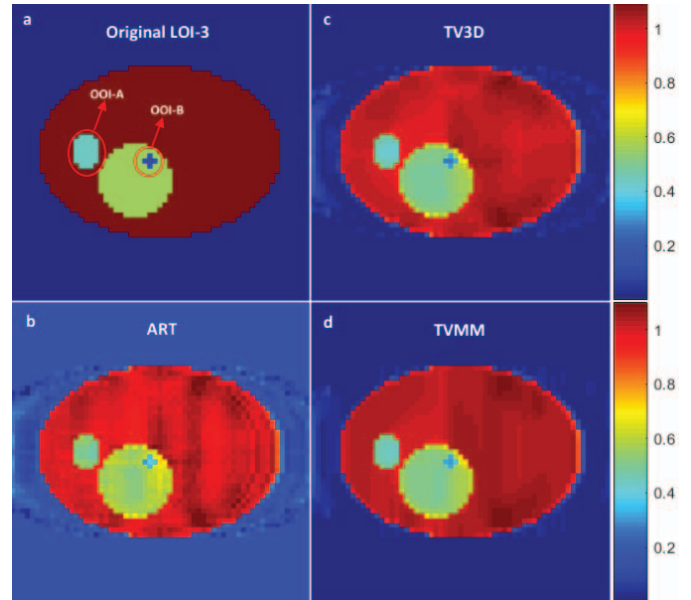 a
Original LOI-3
OOI-A
OOI-B
c
TV3D
1
0.8
0.6
0.4
0.2
b
ART
d
TVMM
1
0.8
0.6
0.4
0.2